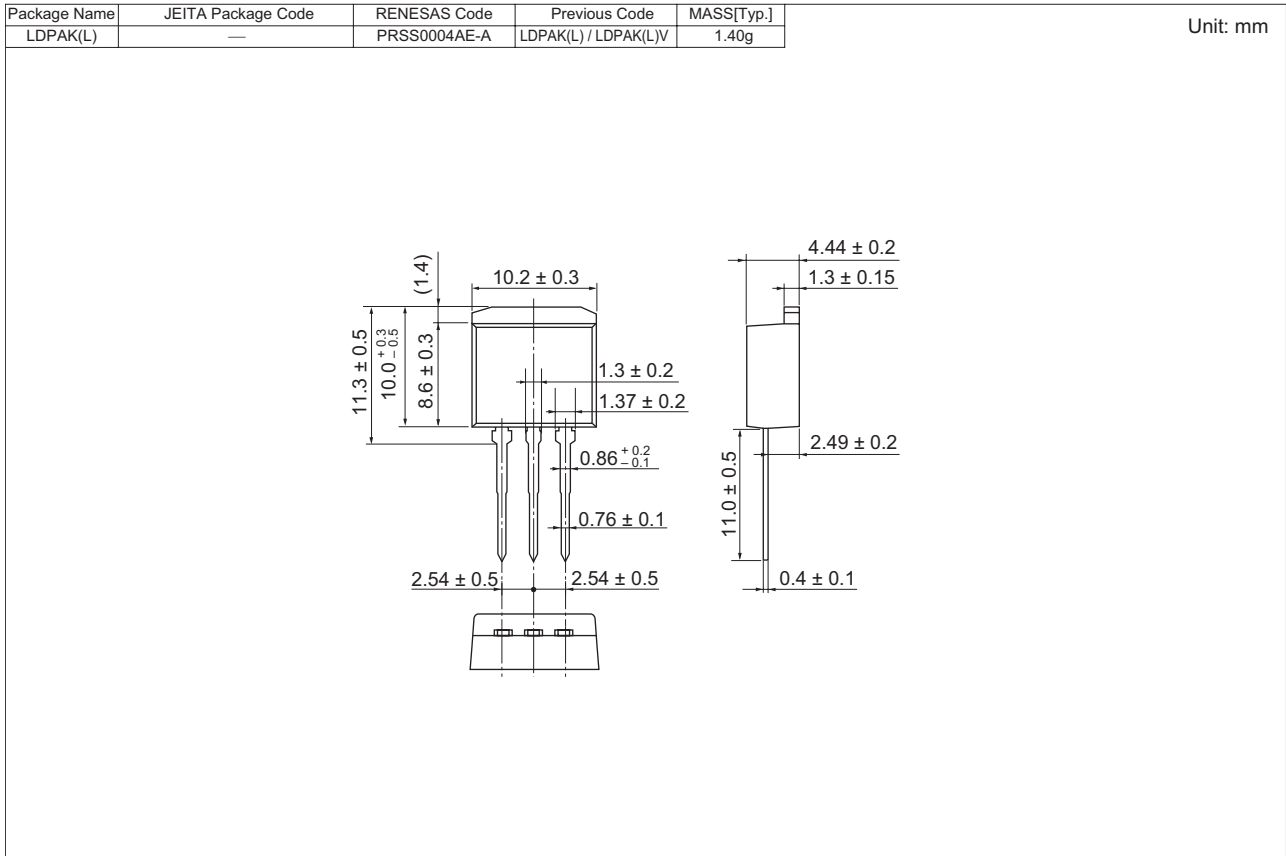 Package Name JEITA Package Code RENESAS Code Previous Code MASS[Typ.]
LDPAK(L) — PRSS0004AE-A LDPAK(L) / LDPAK(L)V 1.40g
Unit: mm
4.44 ± 0.2
(1.4)
10.2 ± 0.3
1.3 ± 0.15
11.3 ± 0.5
10.0 + 0.3 – 0.5
8.6 ± 0.3
1.3 ± 0.2
1.37 ± 0.2
2.49 ± 0.2
0.86 + 0.2 – 0.1
11.0 ± 0.5
0.76 ± 0.1
2.54 ± 0.5
2.54 ± 0.5
0.4 ± 0.1